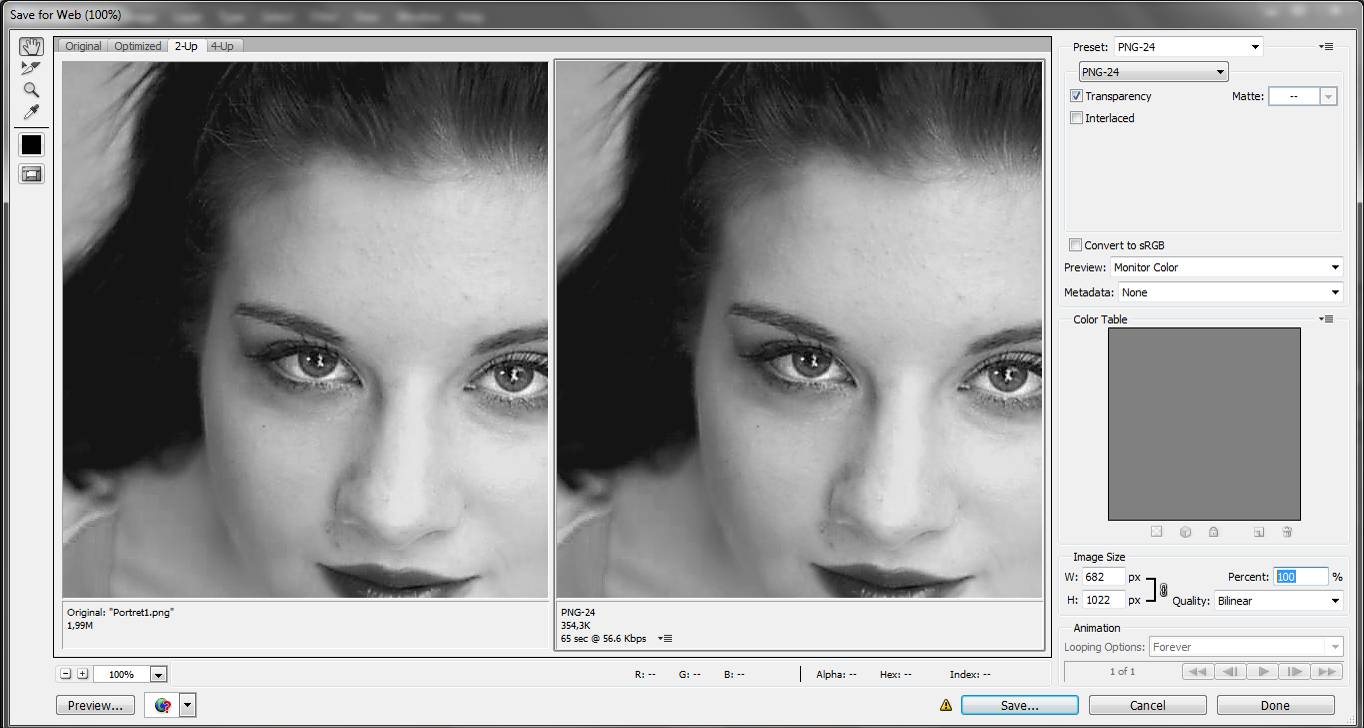 Save for Web (100%)
Original Optimized 2-Up 4-Up
Original: "Portret1.png"
1,99M
PNG-24
354,3K
65 sec @ 56.6 Kbps
100%
R: -- G: -- B: -- Alpha: -- Hex: -- Index: --
Preview... Save... Cancel Done
Preset: PNG-24
PNG-24
Transparency Matte: --
Interlaced
Convert to sRGB
Preview: Monitor Color
Metadata: None
Color Table
Image Size
W: 682 px Percent: 100 %
H: 1022 px Quality: Bilinear
Animation
Looping Options: Forever
1 of 1